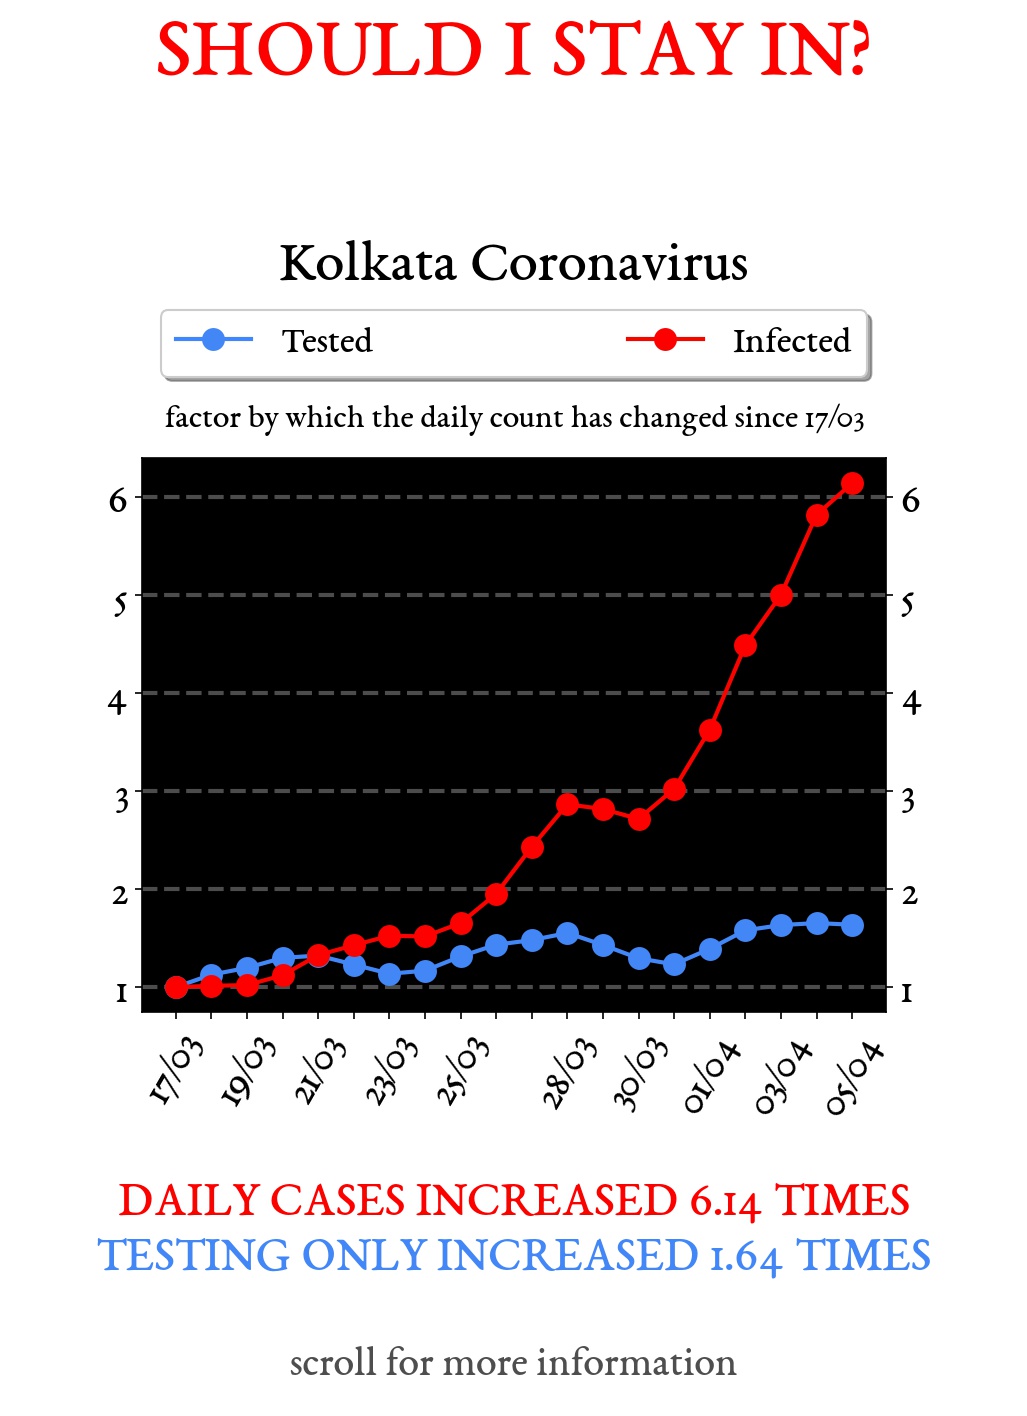 SHOULD I STAY IN?
Kolkata Coronavirus
Tested Infected
factor by which the daily count has changed since 17/03
6 6
5 5
4 4
3 3
2 2
1 1
17/03 19/03 21/03 23/03 25/03 28/03 30/03 01/04 03/04 05/04
DAILY CASES INCREASED 6.14 TIMES
TESTING ONLY INCREASED 1.64 TIMES
scroll for more information